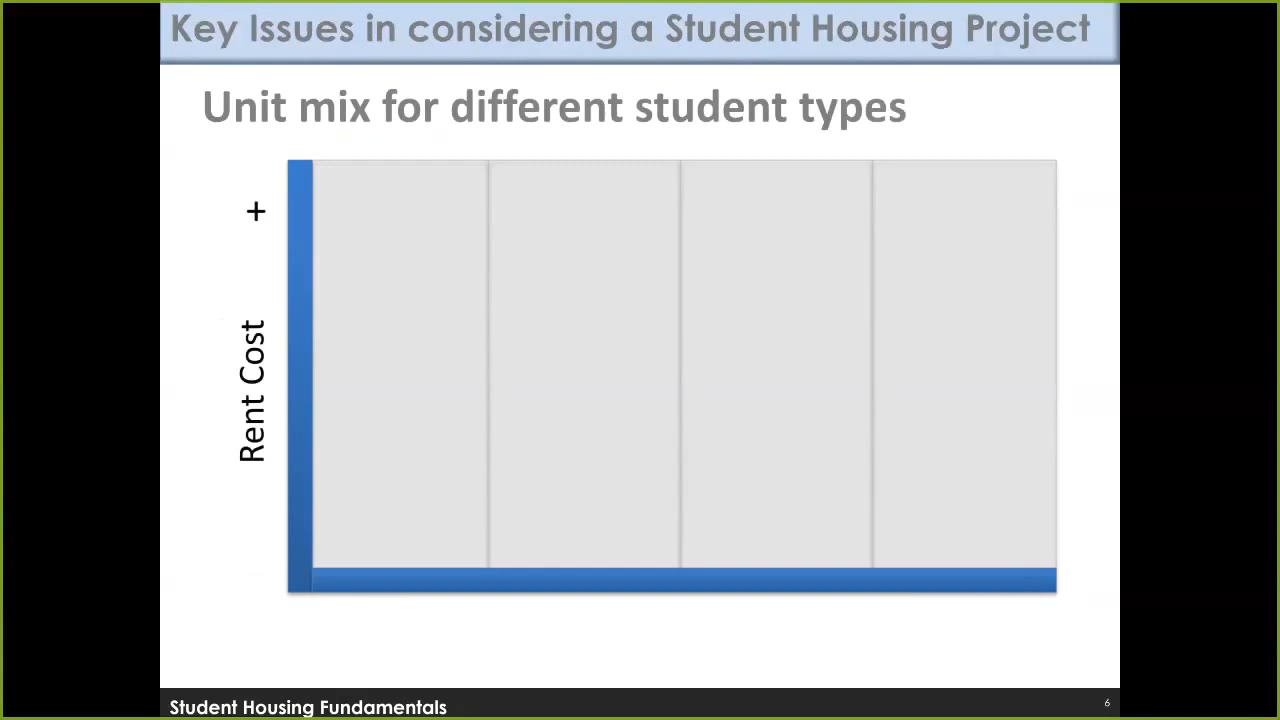 Key Issues in considering a Student Housing Project
Unit mix for different student types
+
Rent Cost
Student Housing Fundamentals
6